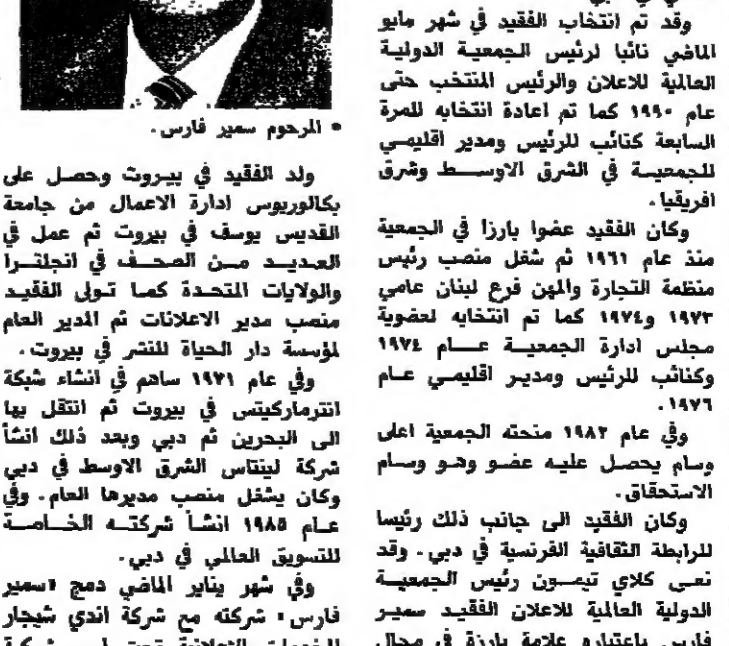 وقد تم انتخاب الفقيد في شهر مايو
الماضي نائبا لرئيس الجمعية الدولية
العالمية للاعلان والرئيس المنتخب حتى
عام ١٩٩٠ كما تم اعادة انتخابه للمرة
السابعة كنائب للرئيس ومدير اقليمي
للجمعية في الشرق الاوسط وشرق
افريقيا.
وكان الفقيد عضوا بارزا في الجمعية
منذ عام ١٩٦١ ثم شغل منصب رئيس
منظمة التجارة والمهن فرع لبنان عامي
١٩٧٣ و١٩٧٤ كما تم انتخابه لعضوية
مجلس ادارة الجمعية عام ١٩٧٤
وكنائب للرئيس ومدير اقليمي عام
١٩٧٦.
وفي عام ١٩٨٢ منحته الجمعية اعلى
وسام يحصل عليه عضو وهو وسام
الاستحقاق.
وكان الفقيد الى جانب ذلك رئيسا
للرابطة الثقافية الفرنسية في دبي. وقد
نعى كلاي تيمون رئيس الجمعية
الدولية العالمية للاعلان الفقيد سمير
فارس باعتباره علامة بارزة في مجال
• المرحوم سمير فارس.
ولد الفقيد في بيروت وحصل على
بكالوريوس ادارة الاعمال من جامعة
القديس يوسف في بيروت ثم عمل في
العديد من الصحف في انجلترا
والولايات المتحدة كما تولى الفقيد
منصب مدير الاعلانات ثم المدير العام
لمؤسسة دار الحياة للنشر في بيروت.
وفي عام ١٩٧١ ساهم في انشاء شبكة
انترماركيتس في بيروت ثم انتقل بها
الى البحرين ثم دبي وبعد ذلك انشأ
شركة لينتاس الشرق الاوسط في دبي
وكان يشغل منصب مديرها العام. وفي
عام ١٩٨٥ انشأ شركته الخاصة
للتسويق العالمي في دبي.
وفي شهر يناير الماضي دمج «سمير
فارس» شركته مع شركة اندي شيجار